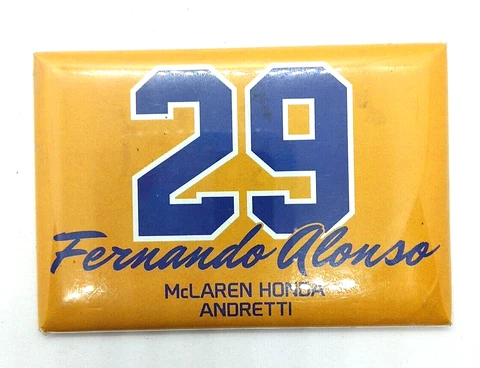 29
Fernando Alonso
McLAREN HONDA
ANDRETTI